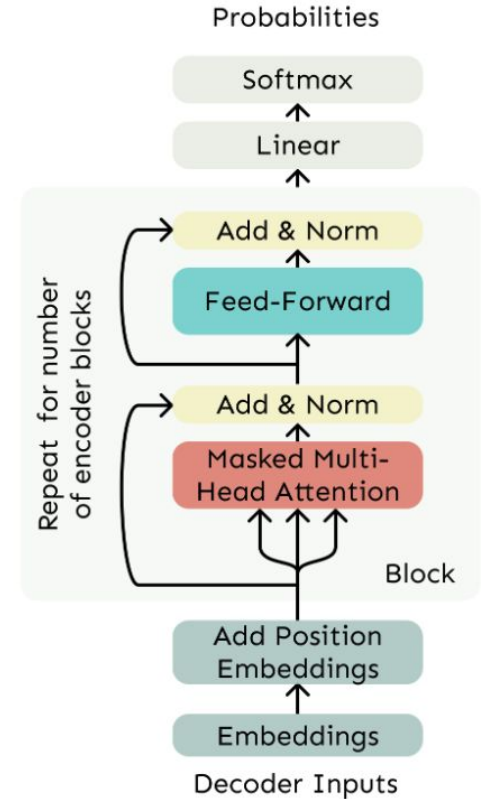 Probabilities
Softmax
Linear
Add & Norm
Feed-Forward
Repeat for number
of encoder blocks
Add & Norm
Masked Multi-
Head Attention
Block
Add Position
Embeddings
Embeddings
Decoder Inputs